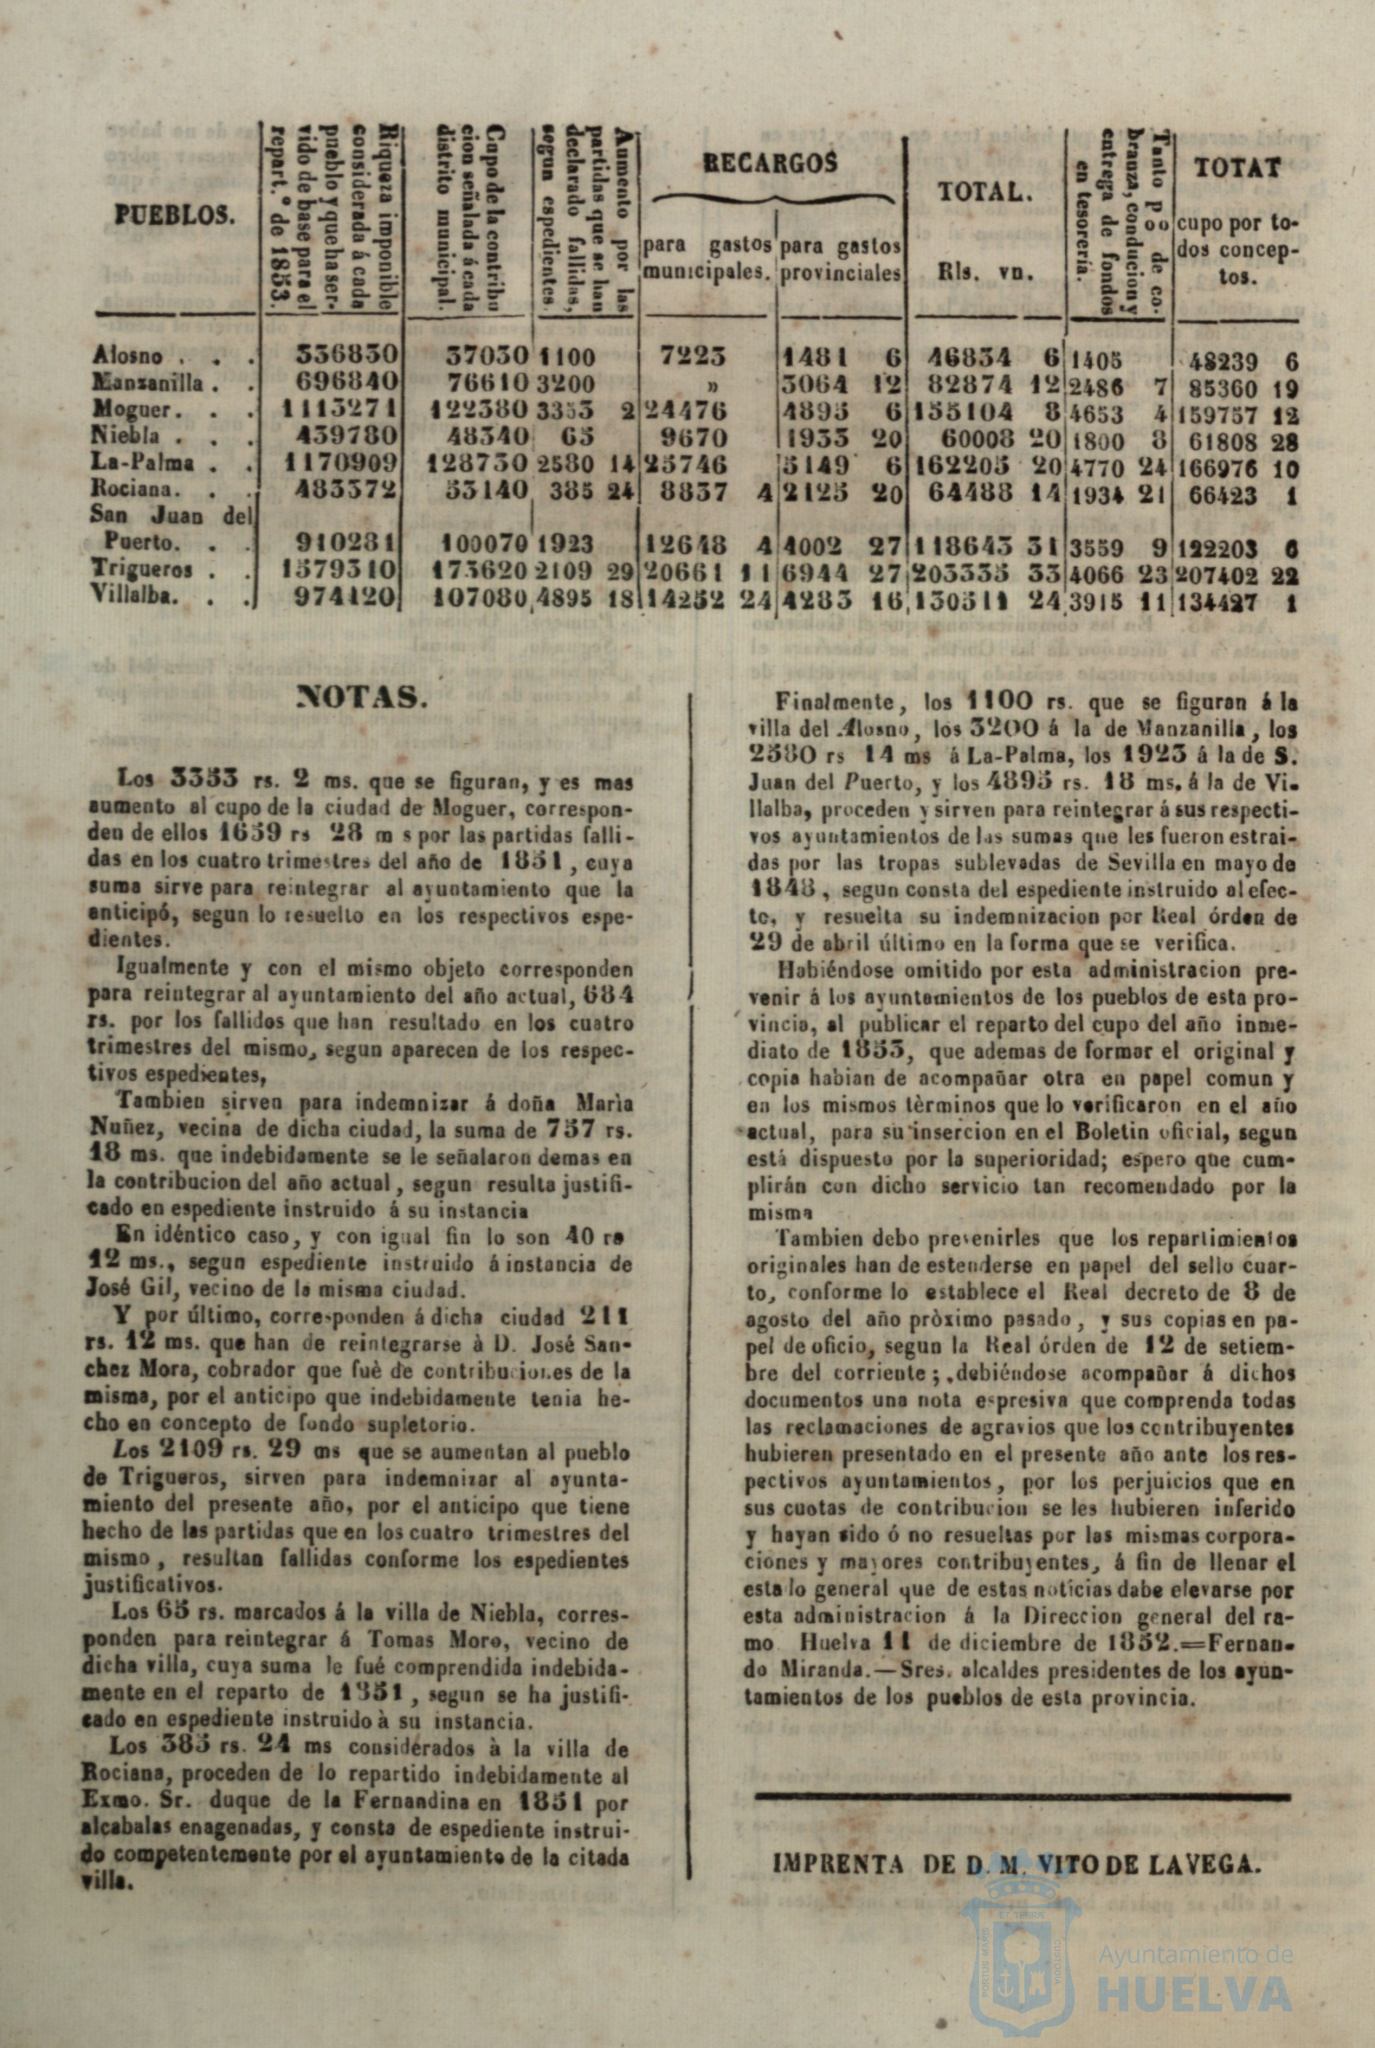 PUEBLOS.
Riqueza imponible
considerada á cada
pueblo y que ha ser-
vido de base para el
repart.º de 1853.
Cupo de la contribu
cion señalada á cada
distrito municipal.
Aumento por las
partidas que se han
declarado fallidas,
segun espedientes.
RECARGOS
para gastos
municipales.
para gastos
provinciales
TOTAL.
Rls. vn.
Tanto p% de co-
branza, conducion y
entrega de fondos
en tesorería.
TOTAT
cupo por to-
dos concep-
tos.
Alosno . . . 336830 37030 1100 7223 1481 6 46834 6 1405 48239 6
Manzanilla . . 696840 76610 3200 » 3064 12 82874 12 2486 7 85360 19
Moguer. . . 1113271 122380 3353 2 24476 4895 6 155104 8 4653 4 159757 12
Niebla . . . 439780 48340 65 9670 1933 20 60008 20 1800 8 61808 28
La-Palma . . 1170909 128730 2580 14 25746 5149 6 162205 20 4770 24 166976 10
Rociana. . . 483372 53140 385 24 8837 4 2125 20 64488 14 1934 21 66423 1
San Juan del
Puerto. . . 910281 100070 1923 12648 4 4002 27 118643 31 3559 9 122203 6
Trigueros . . 1579310 173620 2109 29 20661 11 6944 27 203335 33 4066 23 207402 22
Villalba. . . 974120 107080 4895 18 14252 24 4283 16 130511 24 3915 11 134427 1
NOTAS.
Los 3353 rs. 2 ms. que se figuran, y es mas
aumento al cupo de la ciudad de Moguer, correspon-
den de ellos 1659 rs 28 m s por las partidas falli-
das en los cuatro trimestres del año de 1851, cuya
suma sirve para reintegrar al ayuntamiento que la
anticipó, segun lo resuelto en los respectivos espe-
dientes.
Igualmente y con el mismo objeto corresponden
para reintegrar al ayuntamiento del año actual, 684
rs. por los fallidos que han resultado en los cuatro
trimestres del mismo, segun aparecen de los respec-
tivos espedientes,
Tambien sirven para indemnizar á doña Marìa
Nuñez, vecina de dicha ciudad, la suma de 757 rs.
18 ms. que indebidamente se le señalaron demas en
la contribucion del año actual, segun resulta justifi-
cado en espediente instruido á su instancia
En idéntico caso, y con igual fin lo son 40 rs
12 ms., segun espediente instruido á instancia de
José Gil, vecino de la misma ciudad.
Y por último, corresponden á dicha ciudad 211
rs. 12 ms. que han de reintegrarse à D. José San-
chez Mora, cobrador que fuè de contribuciones de la
misma, por el anticipo que indebidamente tenia he-
cho en concepto de fondo supletorio.
Los 2109 rs. 29 ms que se aumentan al pueblo
de Trigueros, sirven para indemnizar al ayunta-
miento del presente año, por el anticipo que tiene
hecho de las partidas que en los cuatro trimestres del
mismo, resultan fallidas conforme los espedientes
justificativos.
Los 65 rs. marcados á la villa de Niebla, corres-
ponden para reintegrar á Tomas Moro, vecino de
dicha villa, cuya suma le fué comprendida indebida-
mente en el reparto de 1851, segun se ha justifi-
cado en espediente instruido à su instancia.
Los 385 rs. 24 ms considerados à la villa de
Rociana, proceden de lo repartido indebidamente al
Exmo. Sr. duque de la Fernandina en 1851 por
alcabalas enagenadas, y consta de espediente instrui-
do competentemente por el ayuntamiento de la citada
villa.
Finalmente, los 1100 rs. que se figuran á la
villa del Alosno, los 3200 á la de Manzanilla, los
2580 rs 14 ms á La-Palma, los 1923 á la de S.
Juan del Puerto, y los 4895 rs. 18 ms. á la de Vi-
llalba, proceden y sirven para reintegrar á sus respecti-
vos ayuntamientos de las sumas que les fueron estrai-
das por las tropas sublevadas de Sevilla en mayo de
1848, segun consta del espediente instruido al efec-
to, y resuelta su indemnizacion por Real órden de
29 de abril último en la forma que se verifica.
Habiéndose omitido por esta administracion pre-
venir á los ayuntamientos de los pueblos de esta pro-
vincia, al publicar el reparto del cupo del año inme-
diato de 1853, que ademas de formar el original y
copia habian de acompañar otra en papel comun y
en los mismos tèrminos que lo verificaron en el año
actual, para su insercion en el Boletin oficial, segun
está dispuesto por la superioridad; espero que cum-
plirán con dicho servicio tan recomendado por la
misma
Tambien debo prevenirles que los repartimientos
originales han de estenderse en papel del sello cuar-
to, conforme lo establece el Real decreto de 8 de
agosto del año pròximo pasado, y sus copias en pa-
pel de oficio, segun la Real órden de 12 de setiem-
bre del corriente; debiéndose acompañar á dichos
documentos una nota espresiva que comprenda todas
las reclamaciones de agravios que los contribuyentes
hubieren presentado en el presente año ante los res-
pectivos ayuntamientos, por los perjuicios que en
sus cuotas de contribucion se les hubieren inferido
y hayan sido ó no resueltas por las mismas corpora-
ciones y mayores contribuyentes, á fin de llenar el
esta lo general que de estas noticias dabe elevarse por
esta administracion á la Direccion general del ra-
mo Huelva 11 de diciembre de 1852.=Fernan-
do Miranda.—Sres. alcaldes presidentes de los ayun-
tamientos de los pueblos de esta provincia.
IMPRENTA DE D. M. VITO DE LA VEGA.
Ayuntamiento de
HUELVA